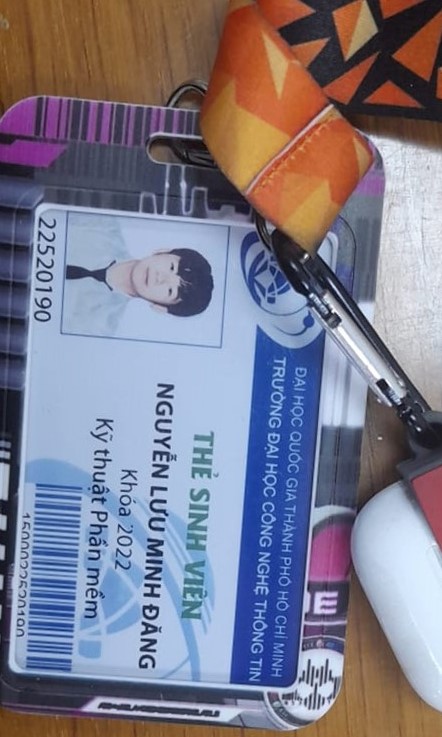 ĐẠI HỌC QUỐC GIA THÀNH PHỐ HỒ CHÍ MINH
TRƯỜNG ĐẠI HỌC CÔNG NGHỆ THÔNG TIN
THẺ SINH VIÊN
NGUYỄN LƯU MINH ĐĂNG
Khóa 2022
Kỹ thuật Phần mềm
22520190
1500022520190